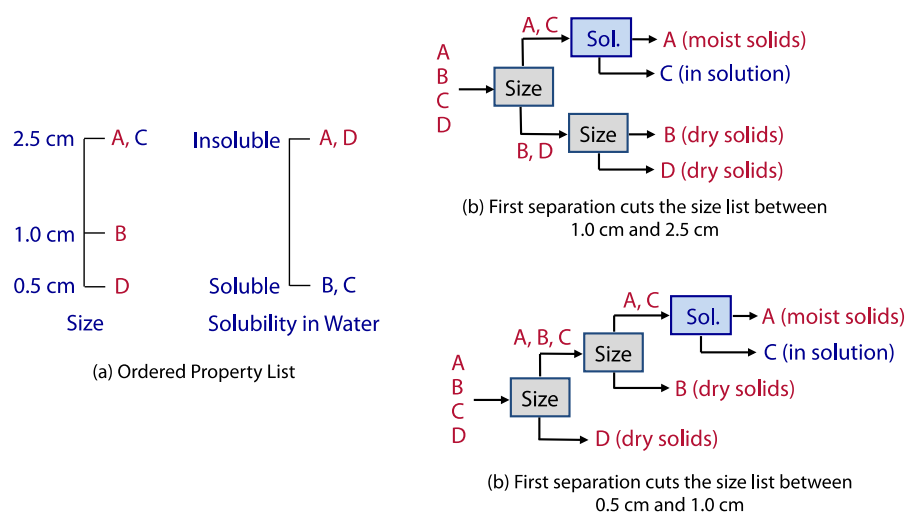 2.5 cm
A, C
1.0 cm
B
0.5 cm
D
Size
Insoluble
A, D
Soluble
B, C
Solubility in Water
(a) Ordered Property List
A
B
C
D
Size
A, C
Sol.
A (moist solids)
C (in solution)
B, D
Size
B (dry solids)
D (dry solids)
(b) First separation cuts the size list between
1.0 cm and 2.5 cm
A
B
C
D
Size
A, B, C
Size
A, C
Sol.
A (moist solids)
C (in solution)
B (dry solids)
D (dry solids)
(b) First separation cuts the size list between
0.5 cm and 1.0 cm